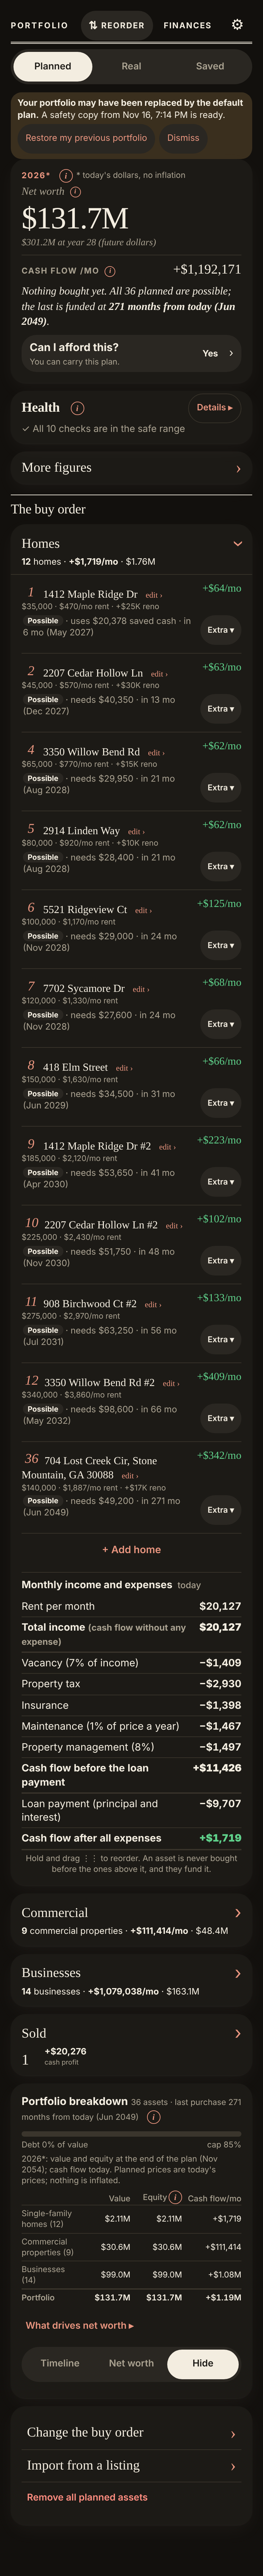 PORTFOLIO ⇅ REORDER FINANCES ⚙
Planned Real Saved
Your portfolio may have been replaced by the default
plan. A safety copy from Nov 16, 7:14 PM is ready.
Restore my previous portfolio Dismiss
2026* i * today's dollars, no inflation
Net worth i
$131.7M
$301.2M at year 28 (future dollars)
CASH FLOW /MO i +$1,192,171
Nothing bought yet. All 36 planned are possible;
the last is funded at 271 months from today (Jun
2049).
Can I afford this?
You can carry this plan.
Yes ›
Health i Details ▸
✓ All 10 checks are in the safe range
More figures ›
The buy order
Homes
12 homes · +$1,719/mo · $1.76M
1 1412 Maple Ridge Dr edit › +$64/mo
$35,000 · $470/mo rent · +$25K reno
Possible · uses $20,378 saved cash · in
6 mo (May 2027)
Extra ▾
2 2207 Cedar Hollow Ln edit › +$63/mo
$45,000 · $570/mo rent · +$30K reno
Possible · needs $40,350 · in 13 mo
(Dec 2027)
Extra ▾
4 3350 Willow Bend Rd edit › +$62/mo
$65,000 · $770/mo rent · +$15K reno
Possible · needs $29,950 · in 21 mo
(Aug 2028)
Extra ▾
5 2914 Linden Way edit › +$62/mo
$80,000 · $920/mo rent · +$10K reno
Possible · needs $28,400 · in 21 mo
(Aug 2028)
Extra ▾
6 5521 Ridgeview Ct edit › +$125/mo
$100,000 · $1,170/mo rent
Possible · needs $29,000 · in 24 mo
(Nov 2028)
Extra ▾
7 7702 Sycamore Dr edit › +$68/mo
$120,000 · $1,330/mo rent
Possible · needs $27,600 · in 24 mo
(Nov 2028)
Extra ▾
8 418 Elm Street edit › +$66/mo
$150,000 · $1,630/mo rent
Possible · needs $34,500 · in 31 mo
(Jun 2029)
Extra ▾
9 1412 Maple Ridge Dr #2 edit › +$223/mo
$185,000 · $2,120/mo rent
Possible · needs $53,650 · in 41 mo
(Apr 2030)
Extra ▾
10 2207 Cedar Hollow Ln #2 edit › +$102/mo
$225,000 · $2,430/mo rent
Possible · needs $51,750 · in 48 mo
(Nov 2030)
Extra ▾
11 908 Birchwood Ct #2 edit › +$133/mo
$275,000 · $2,970/mo rent
Possible · needs $63,250 · in 56 mo
(Jul 2031)
Extra ▾
12 3350 Willow Bend Rd #2 edit › +$409/mo
$340,000 · $3,860/mo rent
Possible · needs $98,600 · in 66 mo
(May 2032)
Extra ▾
36 704 Lost Creek Cir, Stone +$342/mo
Mountain, GA 30088 edit ›
$140,000 · $1,887/mo rent · +$17K reno
Possible · needs $49,200 · in 271 mo
(Jun 2049)
Extra ▾
+ Add home
Monthly income and expenses today
Rent per month $20,127
Total income (cash flow without any $20,127
expense)
Vacancy (7% of income) −$1,409
Property tax −$2,930
Insurance −$1,398
Maintenance (1% of price a year) −$1,467
Property management (8%) −$1,497
Cash flow before the loan +$11,426
payment
Loan payment (principal and −$9,707
interest)
Cash flow after all expenses +$1,719
Hold and drag ⋮⋮ to reorder. An asset is never bought
before the ones above it, and they fund it.
Commercial ›
9 commercial properties · +$111,414/mo · $48.4M
Businesses ›
14 businesses · +$1,079,038/mo · $163.1M
Sold ›
1 +$20,276
cash profit
Portfolio breakdown 36 assets · last purchase 271
months from today (Jun 2049) i
Debt 0% of value cap 85%
2026*: value and equity at the end of the plan (Nov
2054); cash flow today. Planned prices are today's
prices; nothing is inflated.
Value Equity i Cash flow/mo
Single-family
homes (12) $2.11M $2.11M +$1,719
Commercial
properties (9) $30.6M $30.6M +$111,414
Businesses
(14) $99.0M $99.0M +$1.08M
Portfolio $131.7M $131.7M +$1.19M
What drives net worth ▸
Timeline Net worth Hide
Change the buy order ›
Import from a listing ›
Remove all planned assets